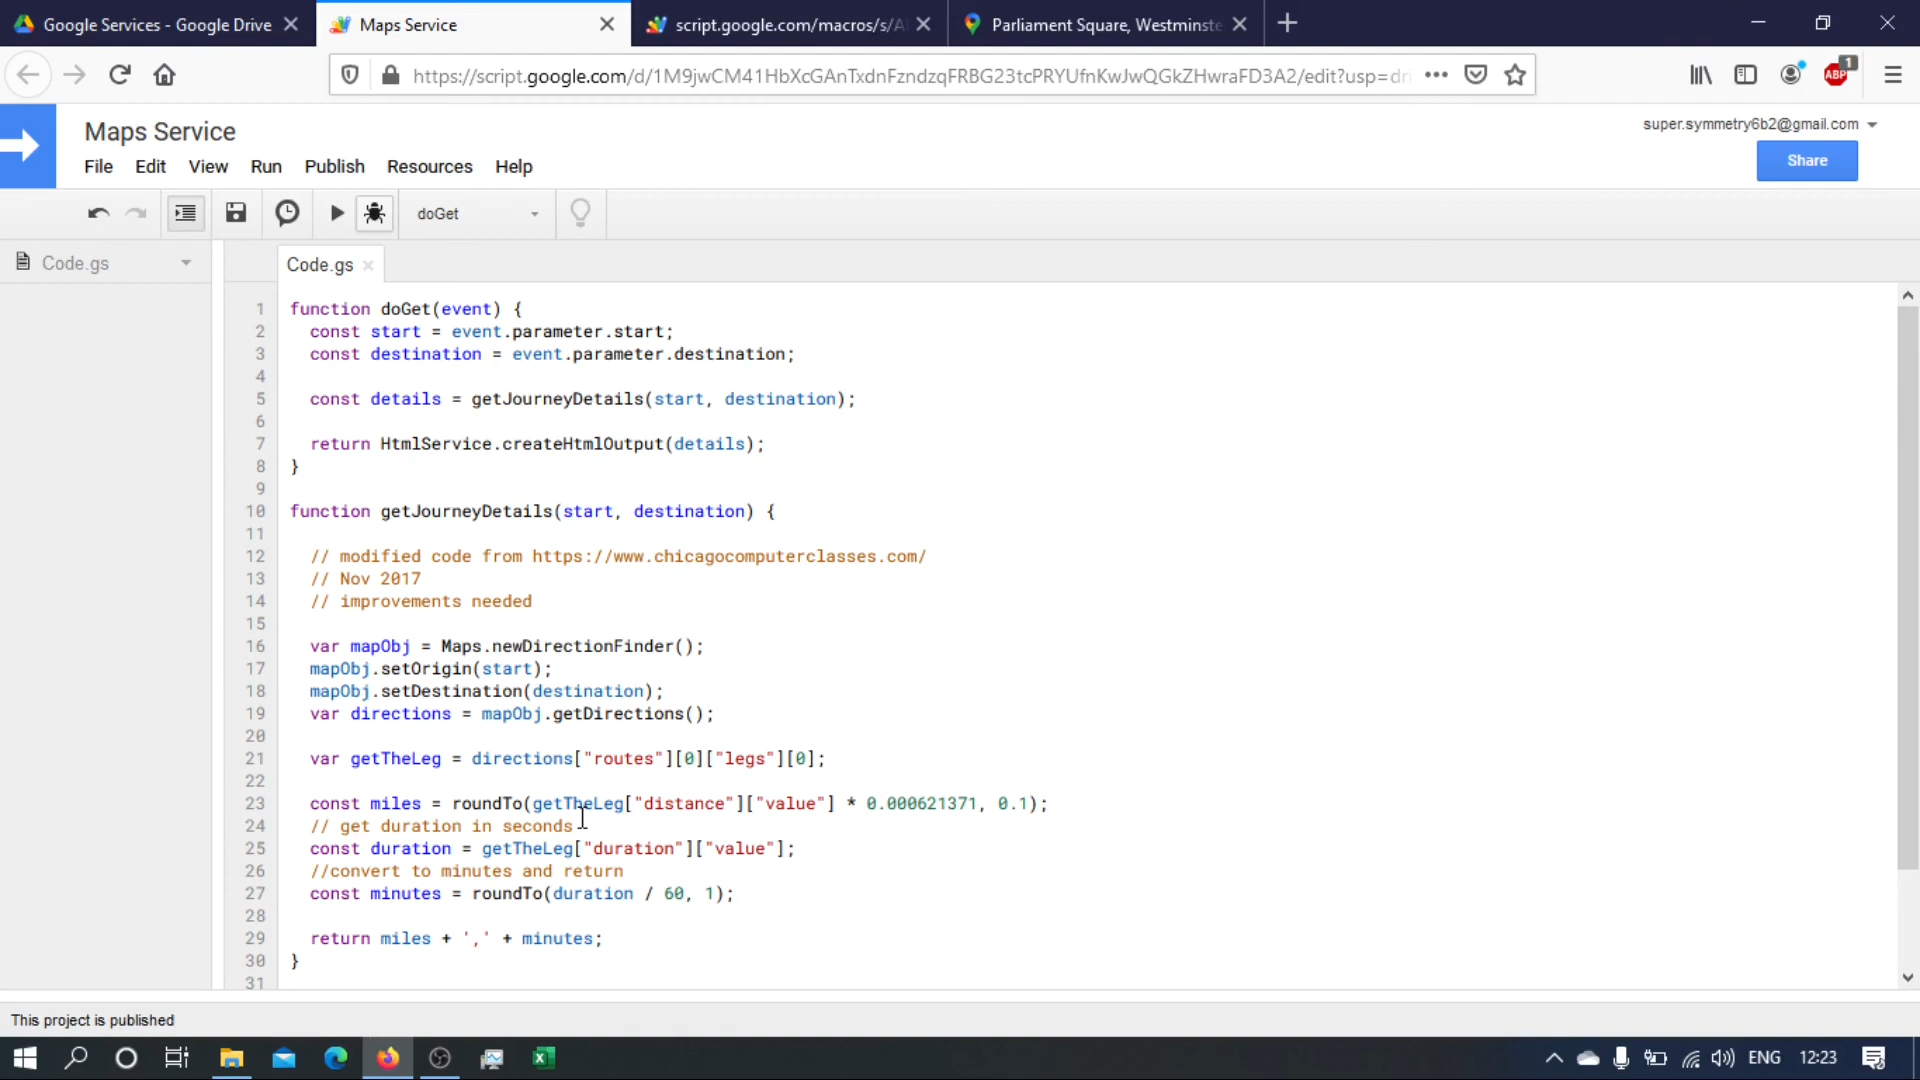 Google Services - Google Drive
Maps Service
script.google.com/macros/s/A
Parliament Square, Westminste
https://script.google.com/d/1M9jwCM41HbXcGAnTxdnFzndzqFRBG23tcPRYUfnKwJwQGkZHwraFD3A2/edit?usp=dri
ABP
1
Maps Service
super.symmetry6b2@gmail.com
File Edit View Run Publish Resources Help
Share
doGet
Code.gs
Code.gs
1 function doGet(event) {
2 const start = event.parameter.start;
3 const destination = event.parameter.destination;
4
5 const details = getJourneyDetails(start, destination);
6
7 return HtmlService.createHtmlOutput(details);
8 }
9
10 function getJourneyDetails(start, destination) {
11
12 // modified code from https://www.chicagocomputerclasses.com/
13 // Nov 2017
14 // improvements needed
15
16 var mapObj = Maps.newDirectionFinder();
17 mapObj.setOrigin(start);
18 mapObj.setDestination(destination);
19 var directions = mapObj.getDirections();
20
21 var getTheLeg = directions["routes"][0]["legs"][0];
22
23 const miles = roundTo(getTheLeg["distance"]["value"] * 0.000621371, 0.1);
24 // get duration in seconds
25 const duration = getTheLeg["duration"]["value"];
26 //convert to minutes and return
27 const minutes = roundTo(duration / 60, 1);
28
29 return miles + ',' + minutes;
30 }
31
This project is published
ENG 12:23